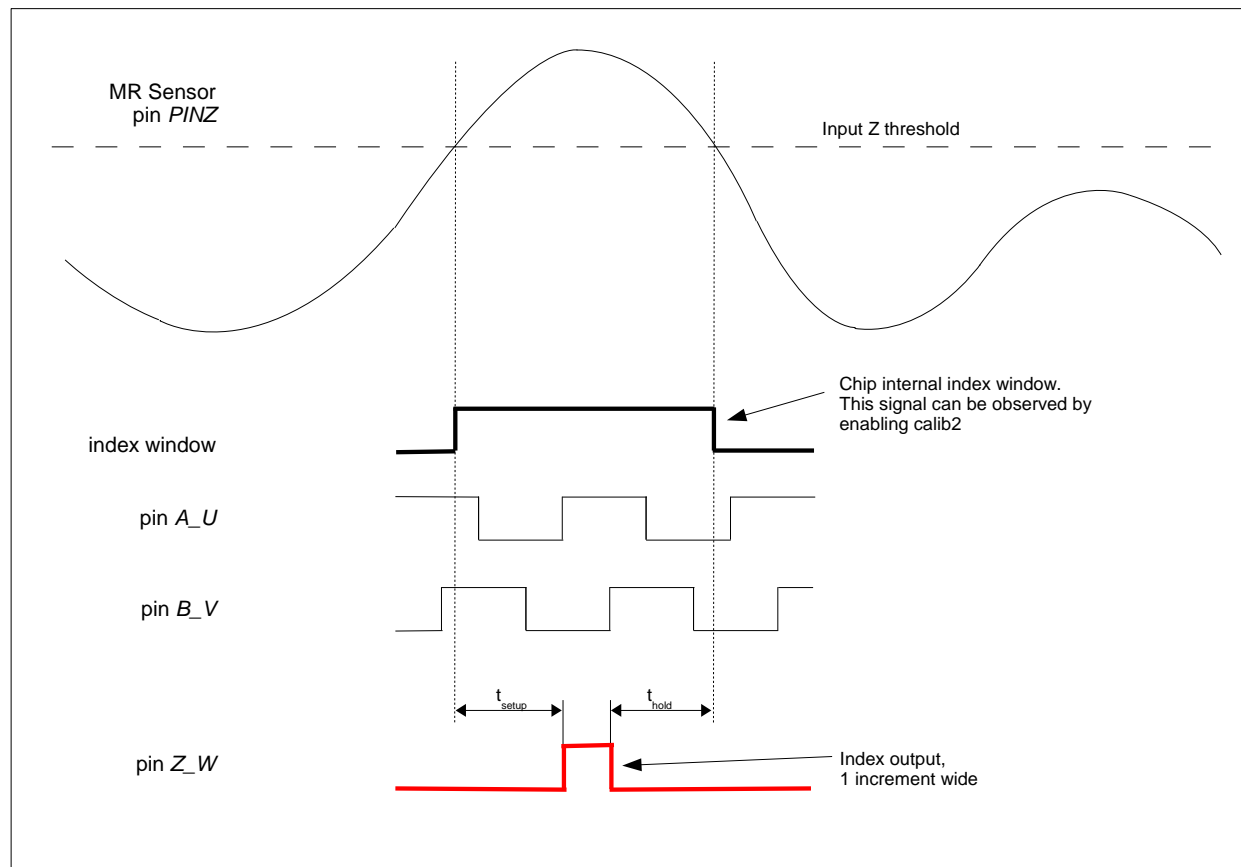 MR Sensor
pin PINZ
Input Z threshold
Chip internal index window.
This signal can be observed by
enabling calib2
index window
pin A_U
pin B_V
t setup
t hold
pin Z_W
Index output,
1 increment wide